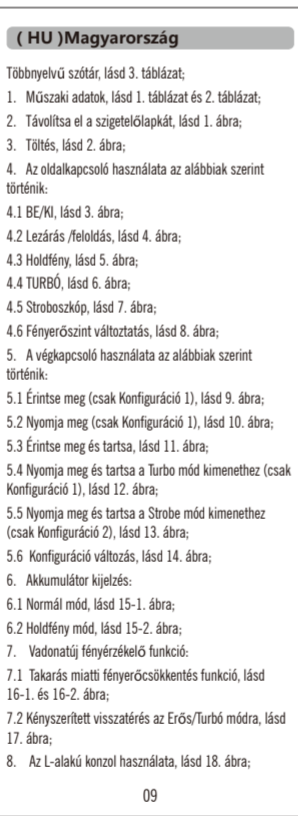 ( HU )Magyarország
Többnyelvű szótár, lásd 3. táblázat;
1. Műszaki adatok, lásd 1. táblázat és 2. táblázat;
2. Távolítsa el a szigetelőlapkát, lásd 1. ábra;
3. Töltés, lásd 2. ábra;
4. Az oldalkapcsoló használata az alábbiak szerint
történik:
4.1 BE/KI, lásd 3. ábra;
4.2 Lezárás /feloldás, lásd 4. ábra;
4.3 Holdfény, lásd 5. ábra;
4.4 TURBÓ, lásd 6. ábra;
4.5 Stroboszkóp, lásd 7. ábra;
4.6 Fényerőszint változtatás, lásd 8. ábra;
5. A végkapcsoló használata az alábbiak szerint
történik:
5.1 Érintse meg (csak Konfiguráció 1), lásd 9. ábra;
5.2 Nyomja meg (csak Konfiguráció 1), lásd 10. ábra;
5.3 Érintse meg és tartsa, lásd 11. ábra;
5.4 Nyomja meg és tartsa a Turbo mód kimenethez (csak
Konfiguráció 1), lásd 12. ábra;
5.5 Nyomja meg és tartsa a Strobe mód kimenethez
(csak Konfiguráció 2), lásd 13. ábra;
5.6 Konfiguráció változás, lásd 14. ábra;
6. Akkumulátor kijelzés:
6.1 Normál mód, lásd 15-1. ábra;
6.2 Holdfény mód, lásd 15-2. ábra;
7. Vadonatúj fényérzékelő funkció:
7.1 Takarás miatti fényerőcsökkentés funkció, lásd
16-1. és 16-2. ábra;
7.2 Kényszerített visszatérés az Erős/Turbó módra, lásd
17. ábra;
8. Az L-alakú konzol használata, lásd 18. ábra;
09